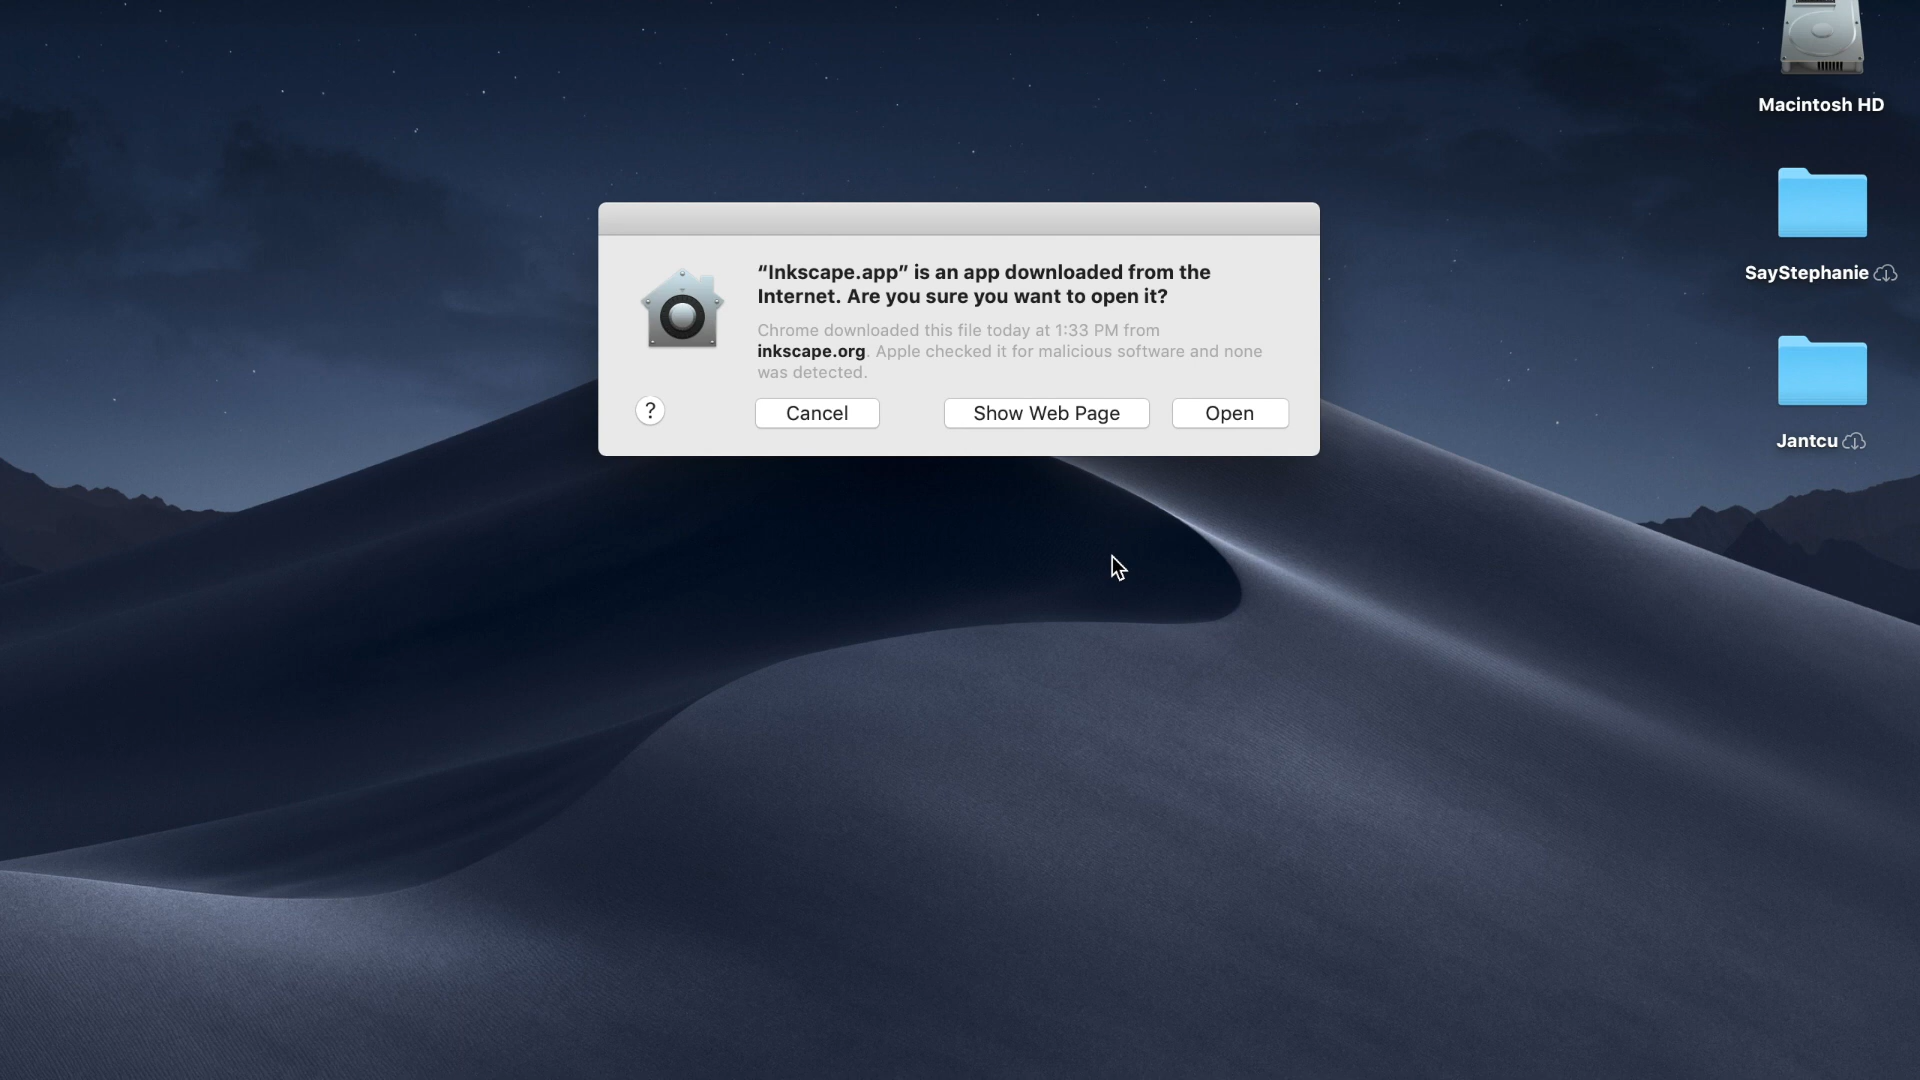 Macintosh HD
SayStephanie
Jantcu
“Inkscape.app” is an app downloaded from the
Internet. Are you sure you want to open it?
Chrome downloaded this file today at 1:33 PM from
inkscape.org. Apple checked it for malicious software and none
was detected.
?
Cancel
Show Web Page
Open